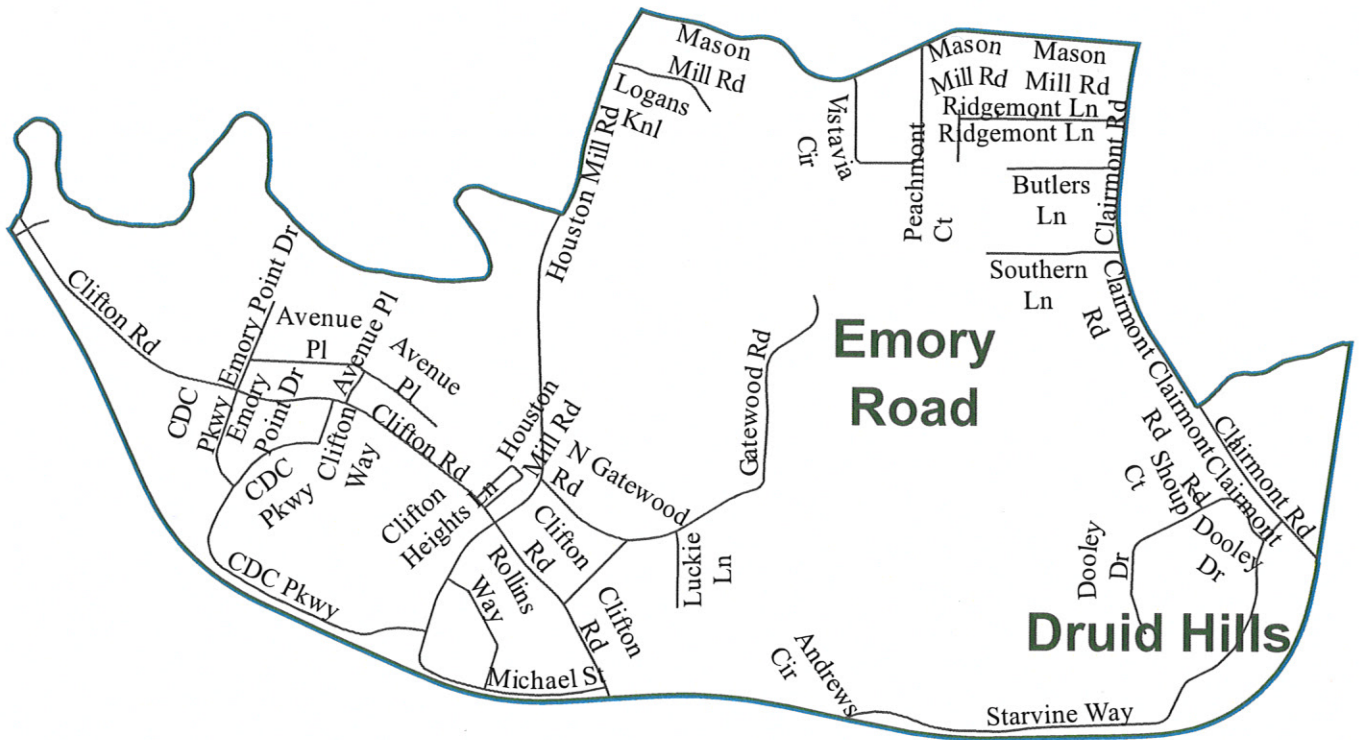 Mason
Mill Rd
Mason
Mill Rd
Mason
Mill Rd
Logans
Knl
Houston Mill Rd
Vistavia
Cir
Peachmont
Ct
Ridgemont Ln
Ridgemont Ln
Clairmont Rd
Butlers
Ln
Southern
Ln
Clairmont
Rd
Clairmont
Rd
Clairmont
Rd
Clairmont
Clairmont Rd
Shoup
Ct
Dooley
Dr
Dooley
Dr
Clifton Rd
Emory Point Dr
Avenue
Pl
Avenue Pl
Avenue
Pl
CDC
Pkwy
Emory
Point Dr
Clifton
Way
Clifton Rd
CDC
Pkwy
Houston
Mill Rd
Clifton
Heights
Ln
N Gatewood
Rd
Gatewood Rd
Emory
Road
Clifton
Rd
Rollins
Way
Luckie
Ln
Clifton
Rd
CDC Pkwy
Michael St
Andrews
Cir
Druid Hills
Starvine Way